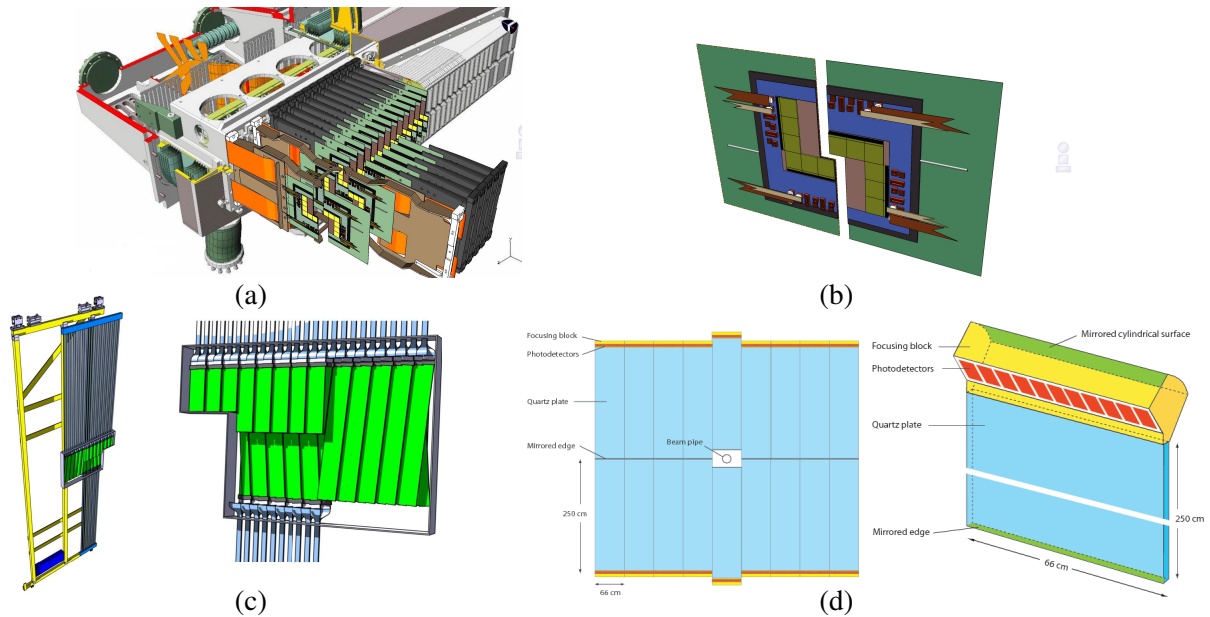 (a)
(b)
(c)
Focusing block
Photodetectors
Quartz plate
Mirrored edge
Beam pipe
250 cm
66 cm
Mirrored cylindrical surface
Focusing block
Photodetectors
Quartz plate
Mirrored edge
250 cm
66 cm
(d)